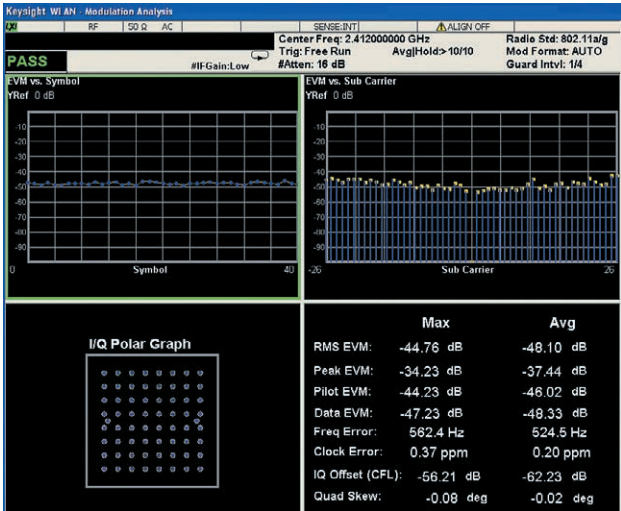 Keysight WLAN - Modulation Analysis
RF 50 Ω AC SENSE:INT ALIGN OFF
Center Freq: 2.412000000 GHz Radio Std: 802.11a/g
Trig: Free Run Avg|Hold:> 10/10 Mod Format: AUTO
PASS #IFGain:Low #Atten: 16 dB Guard Intvl: 1/4
EVM vs. Symbol
YRef 0 dB
-10
-20
-30
-40
-50
-60
-70
-80
-90
0 Symbol 40
EVM vs. Sub Carrier
YRef 0 dB
-10
-20
-30
-40
-50
-60
-70
-80
-90
-26 Sub Carrier 26
I/Q Polar Graph
Max Avg
RMS EVM: -44.76 dB -48.10 dB
Peak EVM: -34.23 dB -37.44 dB
Pilot EVM: -44.23 dB -46.02 dB
Data EVM: -47.23 dB -48.33 dB
Freq Error: 562.4 Hz 524.5 Hz
Clock Error: 0.37 ppm 0.20 ppm
IQ Offset (CFL): -56.21 dB -62.23 dB
Quad Skew: -0.08 deg -0.02 deg